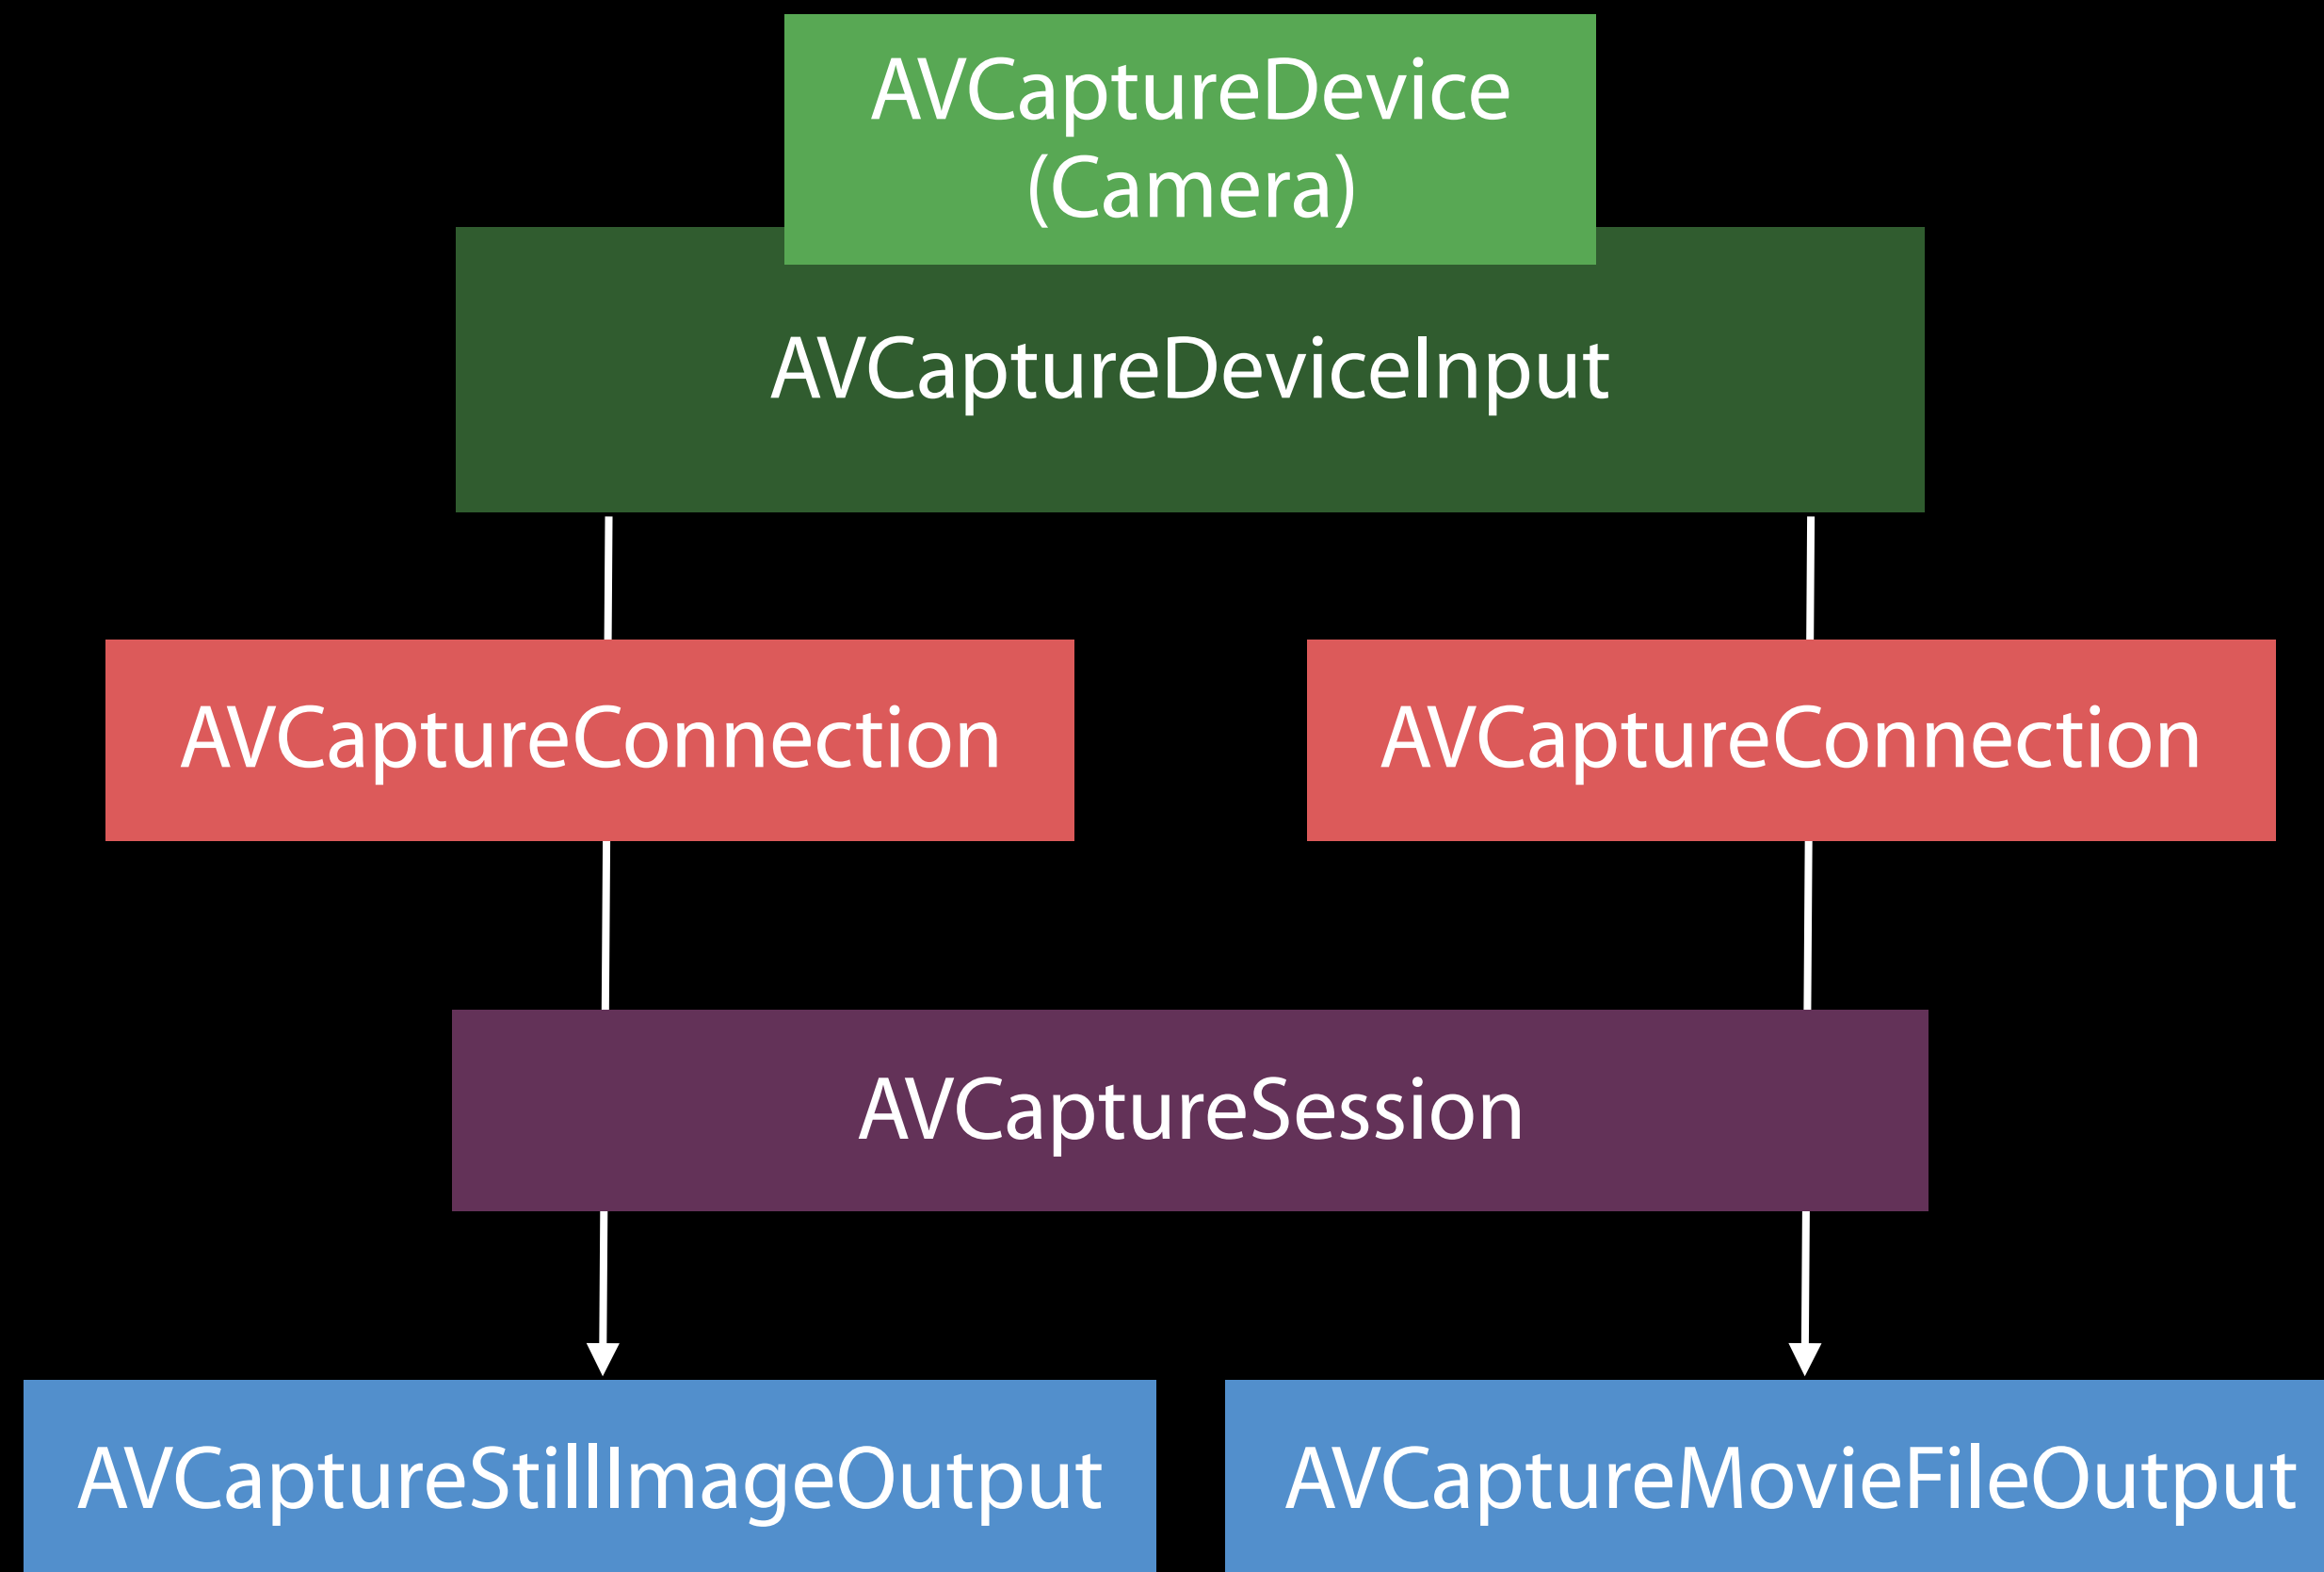 AVCaptureDevice
(Camera)
AVCaptureDeviceInput
AVCaptureConnection
AVCaptureConnection
AVCaptureSession
AVCaptureStillImageOutput
AVCaptureMovieFileOutput